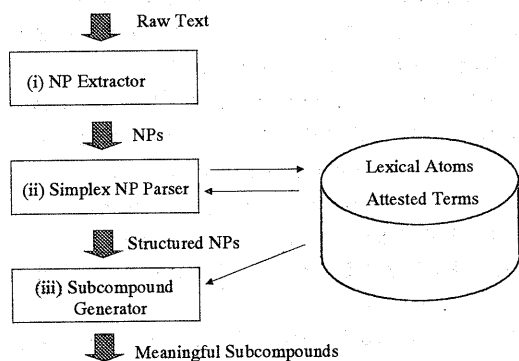 Raw Text
(i) NP Extractor
NPs
(ii) Simplex NP Parser
Lexical Atoms
Attested Terms
Structured NPs
(iii) Subcompound
Generator
Meaningful Subcompounds